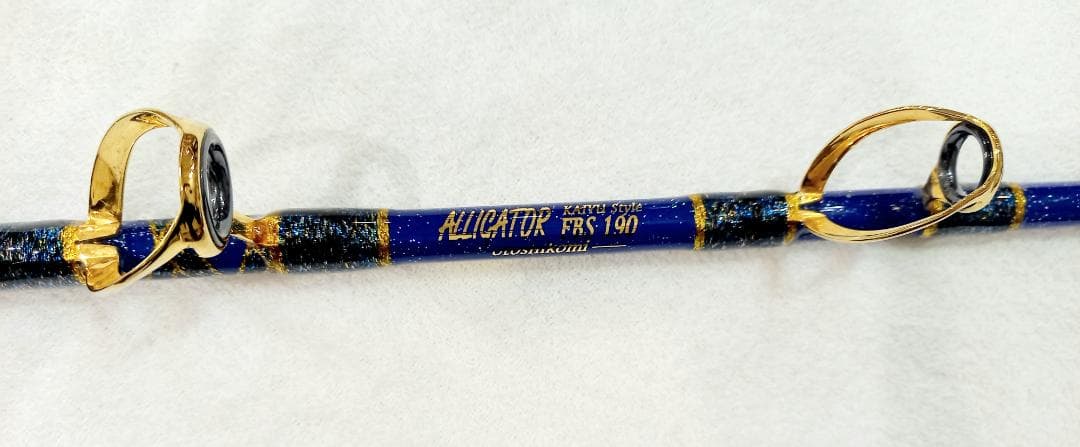 ALLIGATOR KAIYU Style
FBS 190
otoshikomi